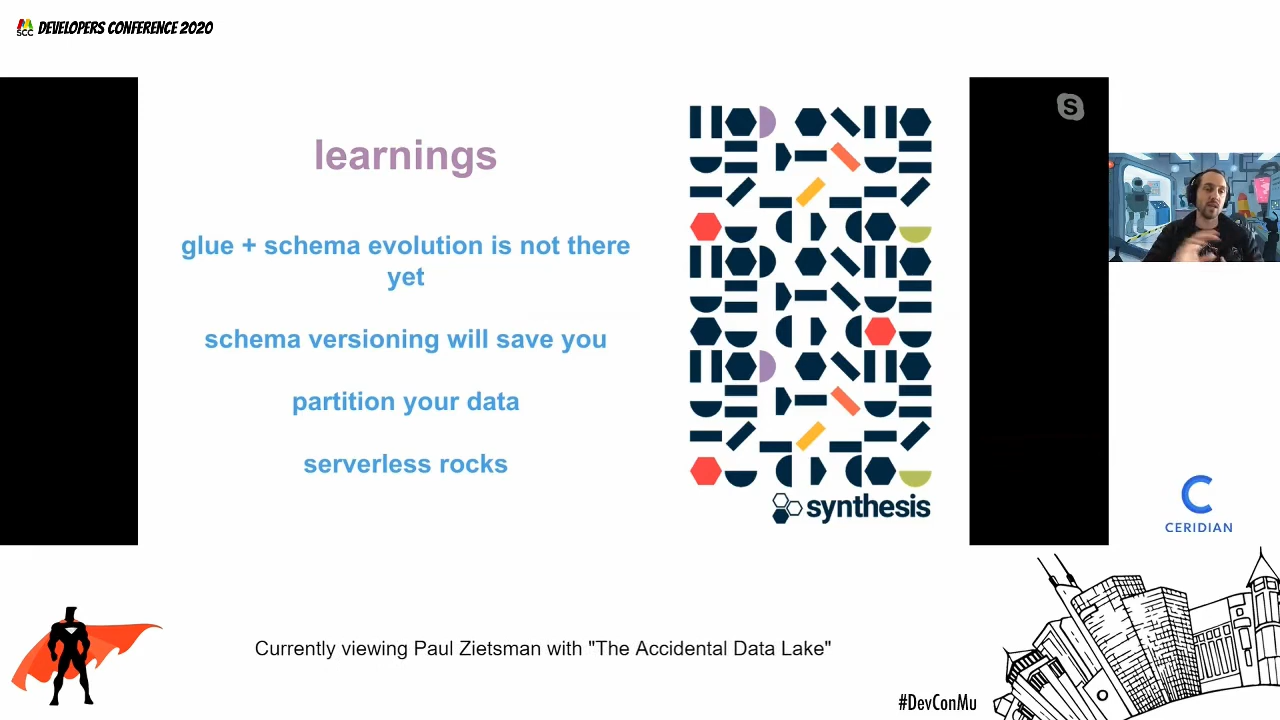 SCC DEVELOPERS CONFERENCE 2020
S
learnings
glue + schema evolution is not there
yet
schema versioning will save you
partition your data
serverless rocks
synthesis
C
CERIDIAN
Currently viewing Paul Zietsman with "The Accidental Data Lake"
#DevConMu